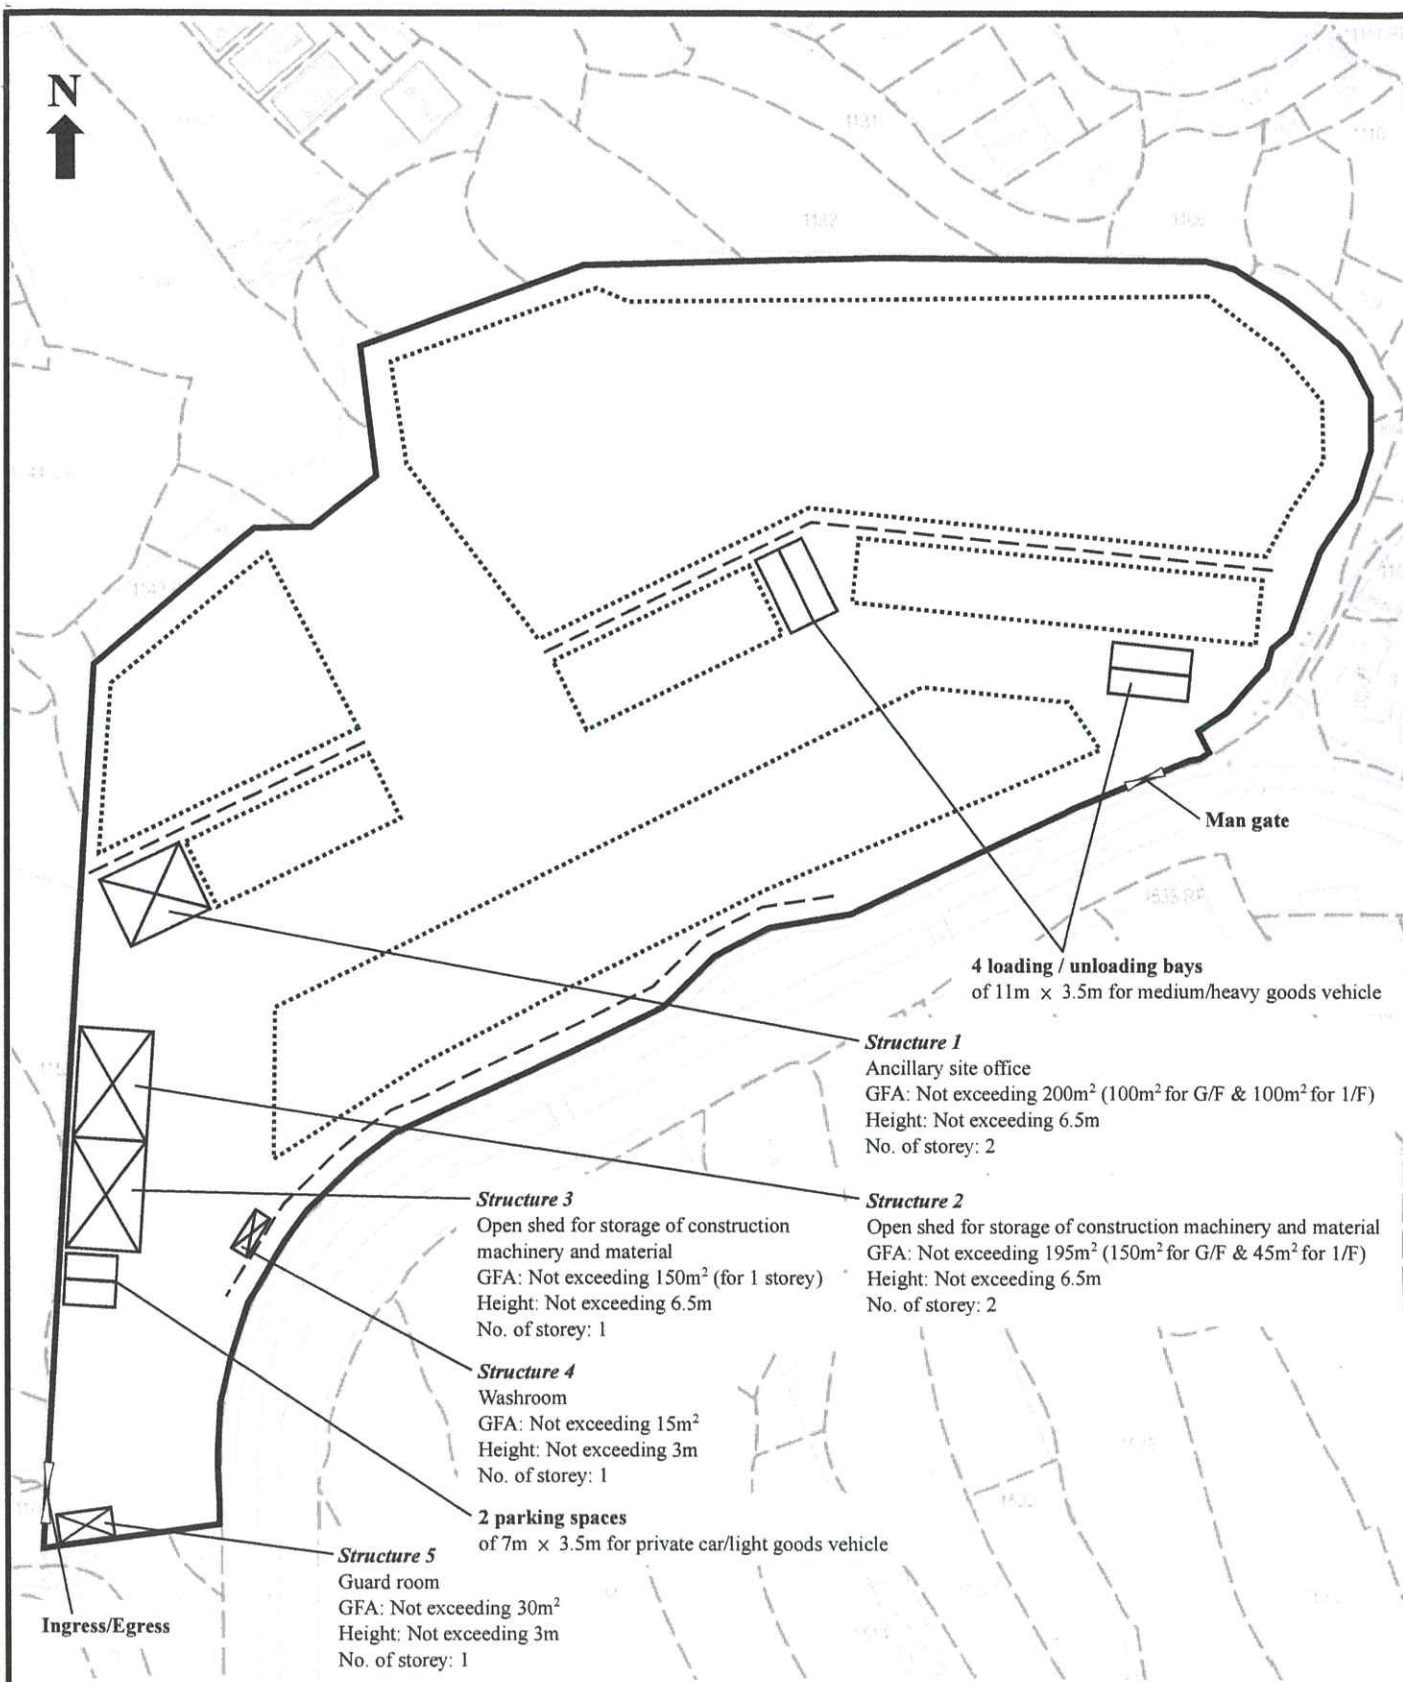 N
1131
1132
1106
1116
1143
Man gate
1535 RP
4 loading / unloading bays
of 11m × 3.5m for medium/heavy goods vehicle
Structure 1
Ancillary site office
GFA: Not exceeding 200m² (100m² for G/F & 100m² for 1/F)
Height: Not exceeding 6.5m
No. of storey: 2
Structure 2
Open shed for storage of construction machinery and material
GFA: Not exceeding 195m² (150m² for G/F & 45m² for 1/F)
Height: Not exceeding 6.5m
No. of storey: 2
Structure 3
Open shed for storage of construction
machinery and material
GFA: Not exceeding 150m² (for 1 storey)
Height: Not exceeding 6.5m
No. of storey: 1
Structure 4
Washroom
GFA: Not exceeding 15m²
Height: Not exceeding 3m
No. of storey: 1
2 parking spaces
of 7m × 3.5m for private car/light goods vehicle
Structure 5
Guard room
GFA: Not exceeding 30m²
Height: Not exceeding 3m
No. of storey: 1
Ingress/Egress